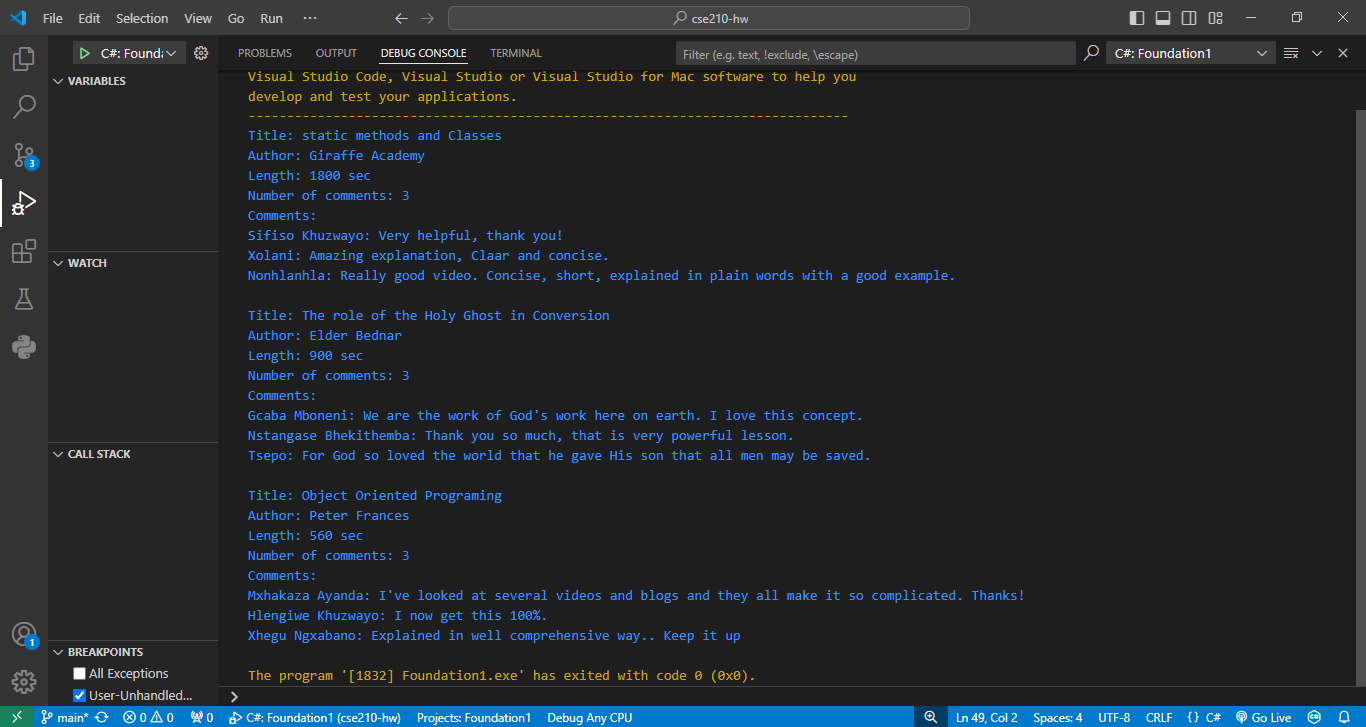 File Edit Selection View Go Run ··· cse210-hw
C#: Founda
PROBLEMS OUTPUT DEBUG CONSOLE TERMINAL Filter (e.g. text, !exclude, \escape) C#: Foundation1
VARIABLES
WATCH
CALL STACK
BREAKPOINTS
All Exceptions
User-Unhandled...
3
1
Visual Studio Code, Visual Studio or Visual Studio for Mac software to help you
develop and test your applications.
------------------------------------------------------------------------------
Title: static methods and Classes
Author: Giraffe Academy
Length: 1800 sec
Number of comments: 3
Comments:
Sifiso Khuzwayo: Very helpful, thank you!
Xolani: Amazing explanation, Claar and concise.
Nonhlanhla: Really good video. Concise, short, explained in plain words with a good example.
Title: The role of the Holy Ghost in Conversion
Author: Elder Bednar
Length: 900 sec
Number of comments: 3
Comments:
Gcaba Mboneni: We are the work of God's work here on earth. I love this concept.
Nstangase Bhekithemba: Thank you so much, that is very powerful lesson.
Tsepo: For God so loved the world that he gave His son that all men may be saved.
Title: Object Oriented Programing
Author: Peter Frances
Length: 560 sec
Number of comments: 3
Comments:
Mxhakaza Ayanda: I've looked at several videos and blogs and they all make it so complicated. Thanks!
Hlengiwe Khuzwayo: I now get this 100%.
Xhegu Ngxabano: Explained in well comprehensive way.. Keep it up
The program '[1832] Foundation1.exe' has exited with code 0 (0x0).
main* 0 0 0 C#: Foundation1 (cse210-hw) Projects: Foundation1 Debug Any CPU Ln 49, Col 2 Spaces: 4 UTF-8 CRLF {} C# Go Live